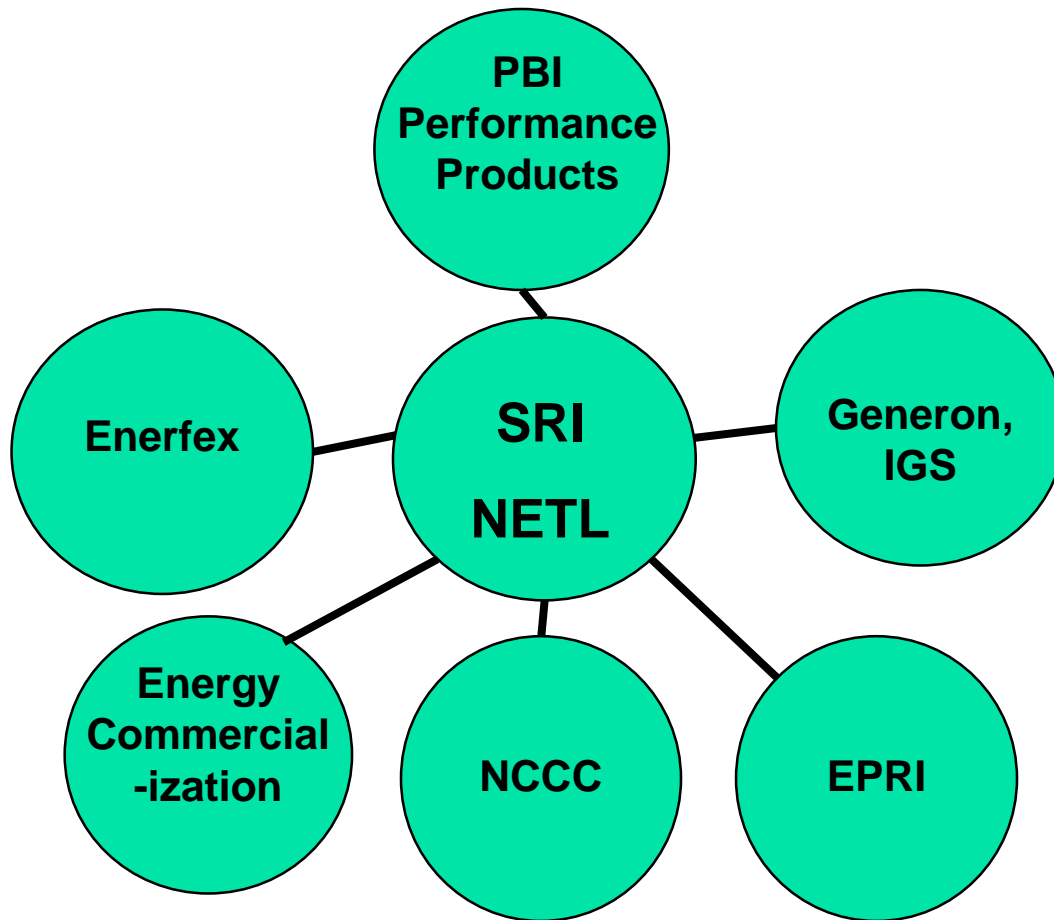 PBI
Performance
Products
Enerfex
SRI
NETL
Generon,
IGS
Energy
Commercial
-ization
NCCC
EPRI